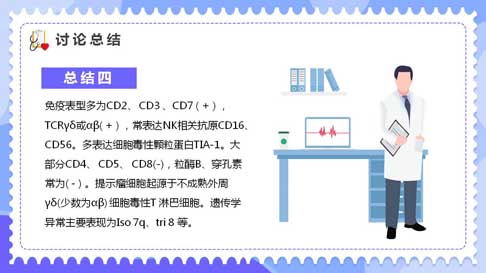 讨论总结
总结四
免疫表型多为CD2、 CD3 、CD7 ( + ) ，
TCRγδ或αβ( + ) ，常表达NK相关抗原CD16、
CD56。多表达细胞毒性颗粒蛋白TIA-1。大
部分CD4、 CD5、 CD8(-) ，粒酶B、穿孔素
常为( - ) 。提示瘤细胞起源于不成熟外周
γδ(少数为αβ) 细胞毒性T 淋巴细胞。遗传学
异常主要表现为Iso 7q、tri 8 等。